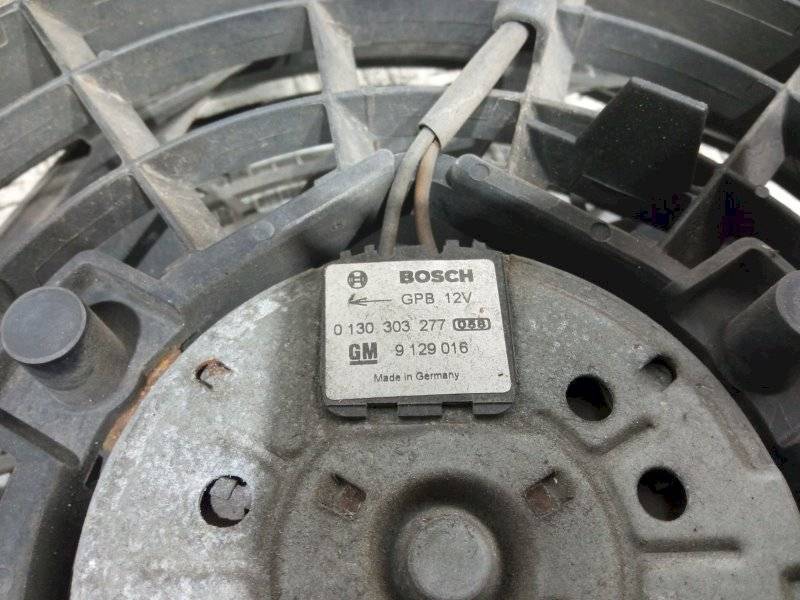 BOSCH
GPB 12V
0 130 303 277 058
GM 9 129 016
Made in Germany